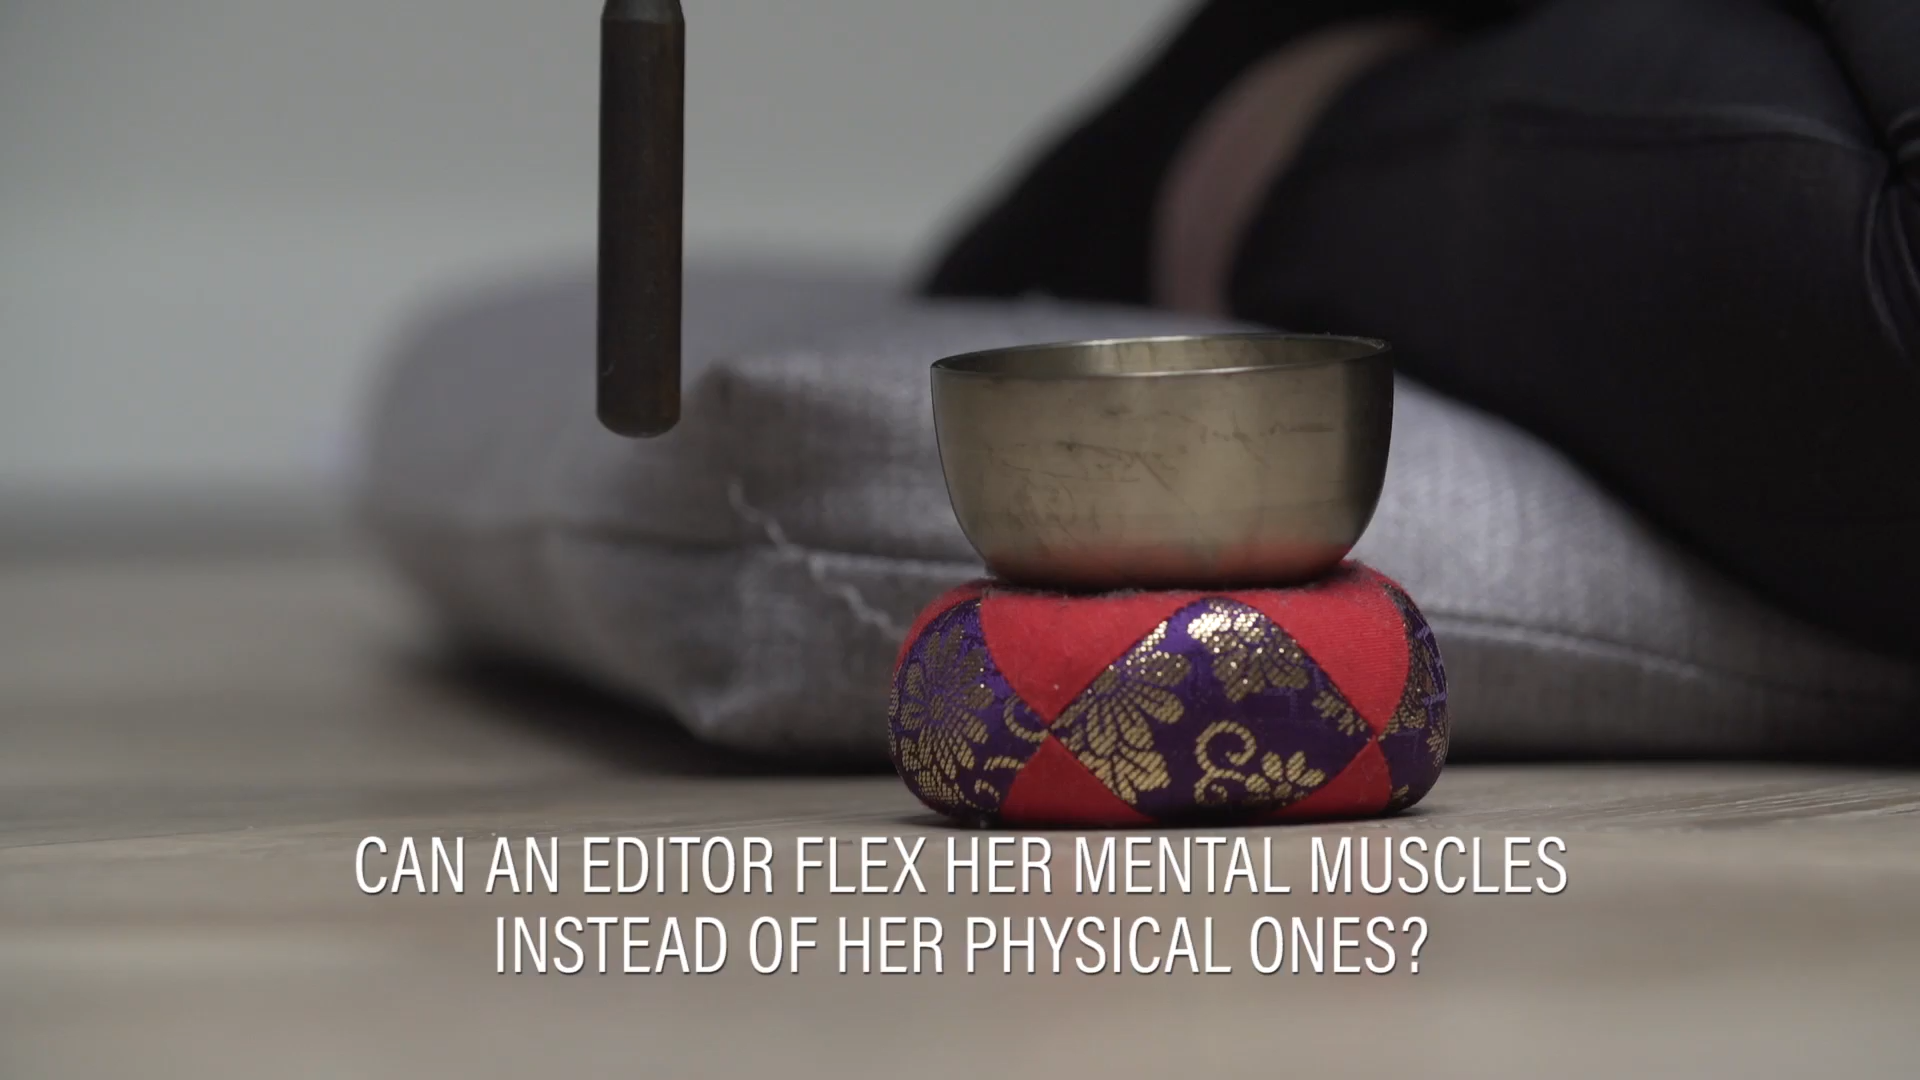 CAN AN EDITOR FLEX HER MENTAL MUSCLES
INSTEAD OF HER PHYSICAL ONES?